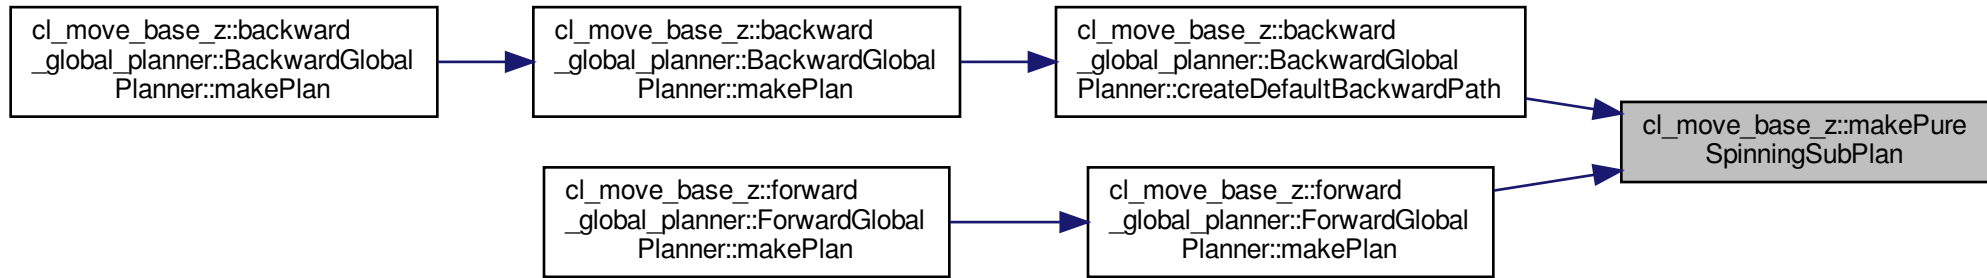 cl_move_base_z::backward
_global_planner::BackwardGlobal
Planner::makePlan
cl_move_base_z::backward
_global_planner::BackwardGlobal
Planner::makePlan
cl_move_base_z::backward
_global_planner::BackwardGlobal
Planner::createDefaultBackwardPath
cl_move_base_z::makePure
SpinningSubPlan
cl_move_base_z::forward
_global_planner::ForwardGlobal
Planner::makePlan
cl_move_base_z::forward
_global_planner::ForwardGlobal
Planner::makePlan